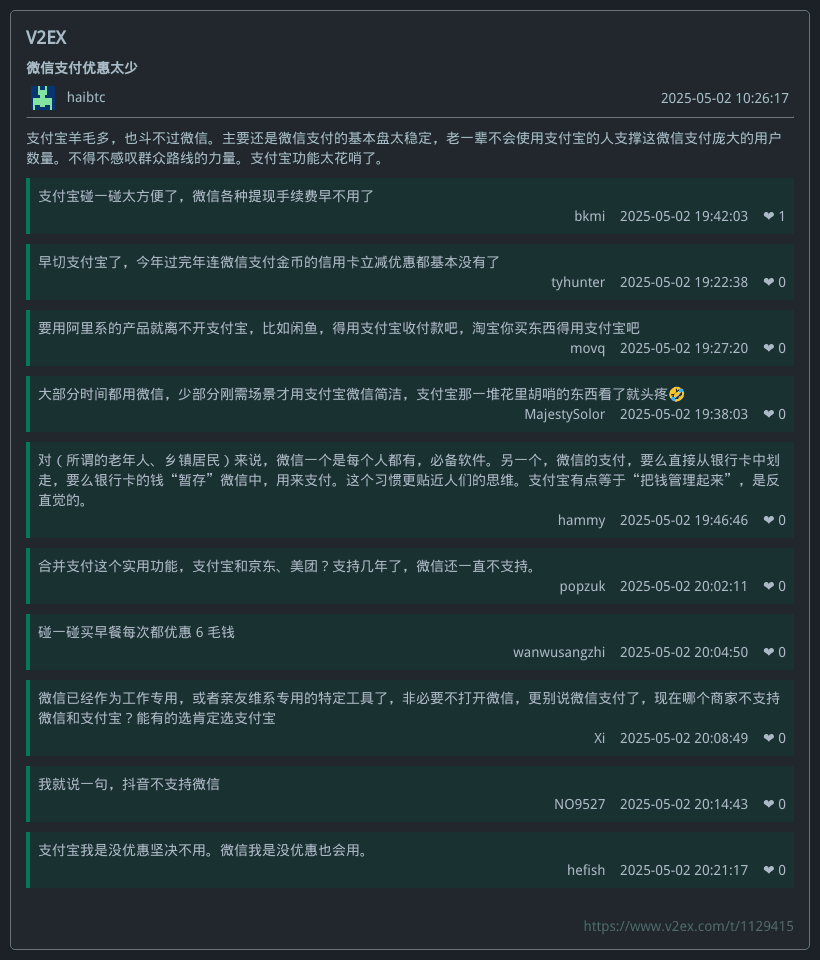 V2EX
微信支付优惠太少
haibtc
2025-05-02 10:26:17
支付宝羊毛多，也斗不过微信。主要还是微信支付的基本盘太稳定，老一辈不会使用支付宝的人支撑这微信支付庞大的用户
数量。不得不感叹群众路线的力量。支付宝功能太花哨了。
支付宝碰一碰太方便了，微信各种提现手续费早不用了
bkmi 2025-05-02 19:42:03 ❤ 1
早切支付宝了，今年过完年连微信支付金币的信用卡立减优惠都基本没有了
tyhunter 2025-05-02 19:22:38 ❤ 0
要用阿里系的产品就离不开支付宝，比如闲鱼，得用支付宝收付款吧，淘宝你买东西得用支付宝吧
movq 2025-05-02 19:27:20 ❤ 0
大部分时间都用微信，少部分刚需场景才用支付宝微信简洁，支付宝那一堆花里胡哨的东西看了就头疼🤣
MajestySolor 2025-05-02 19:38:03 ❤ 0
对（所谓的老年人、乡镇居民）来说，微信一个是每个人都有，必备软件。另一个，微信的支付，要么直接从银行卡中划
走，要么银行卡的钱“暂存”微信中，用来支付。这个习惯更贴近人们的思维。支付宝有点等于“把钱管理起来”，是反
直觉的。
hammy 2025-05-02 19:46:46 ❤ 0
合并支付这个实用功能，支付宝和京东、美团？支持几年了，微信还一直不支持。
popzuk 2025-05-02 20:02:11 ❤ 0
碰一碰买早餐每次都优惠 6 毛钱
wanwusangzhi 2025-05-02 20:04:50 ❤ 0
微信已经作为工作专用，或者亲友维系专用的特定工具了，非必要不打开微信，更别说微信支付了，现在哪个商家不支持
微信和支付宝？能有的选肯定选支付宝
Xi 2025-05-02 20:08:49 ❤ 0
我就说一句，抖音不支持微信
NO9527 2025-05-02 20:14:43 ❤ 0
支付宝我是没优惠坚决不用。微信我是没优惠也会用。
hefish 2025-05-02 20:21:17 ❤ 0
https://www.v2ex.com/t/1129415